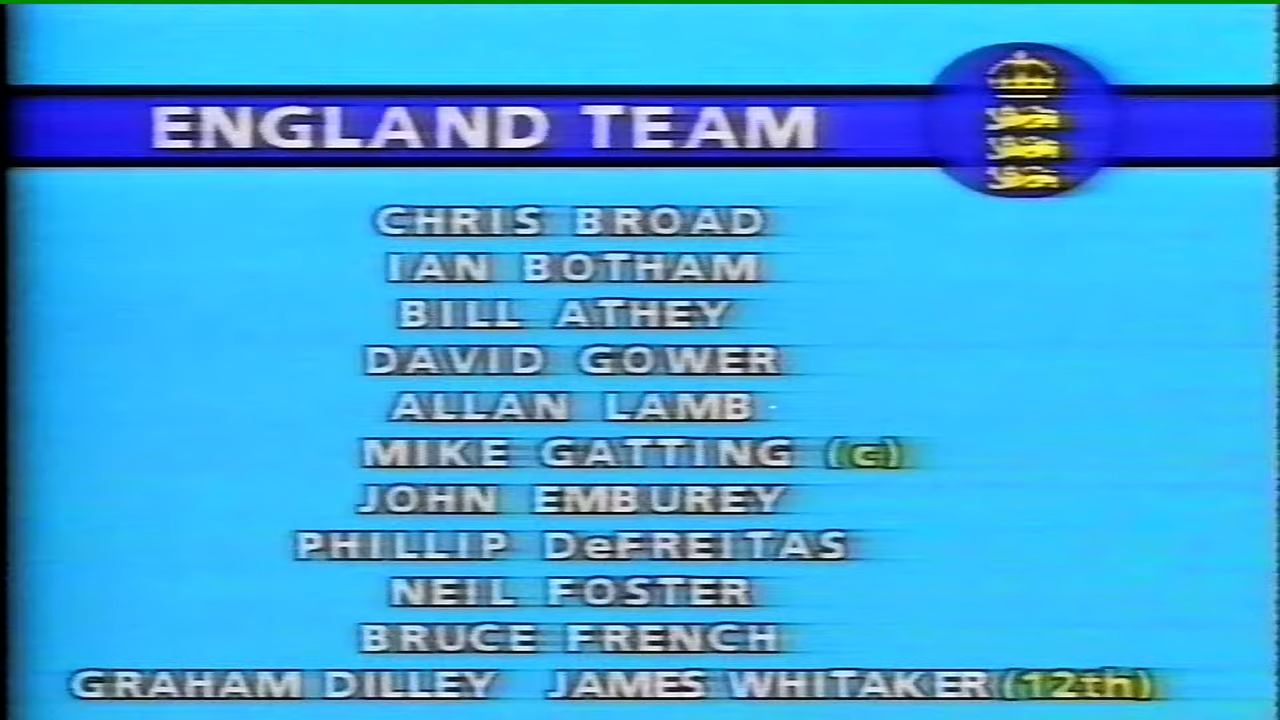 ENGLAND TEAM
CHRIS BROAD
IAN BOTHAM
BILL ATHEY
DAVID GOWER
ALLAN LAMB
MIKE GATTING (c)
JOHN EMBUREY
PHILLIP DeFREITAS
NEIL FOSTER
BRUCE FRENCH
GRAHAM DILLEY JAMES WHITAKER (12th)